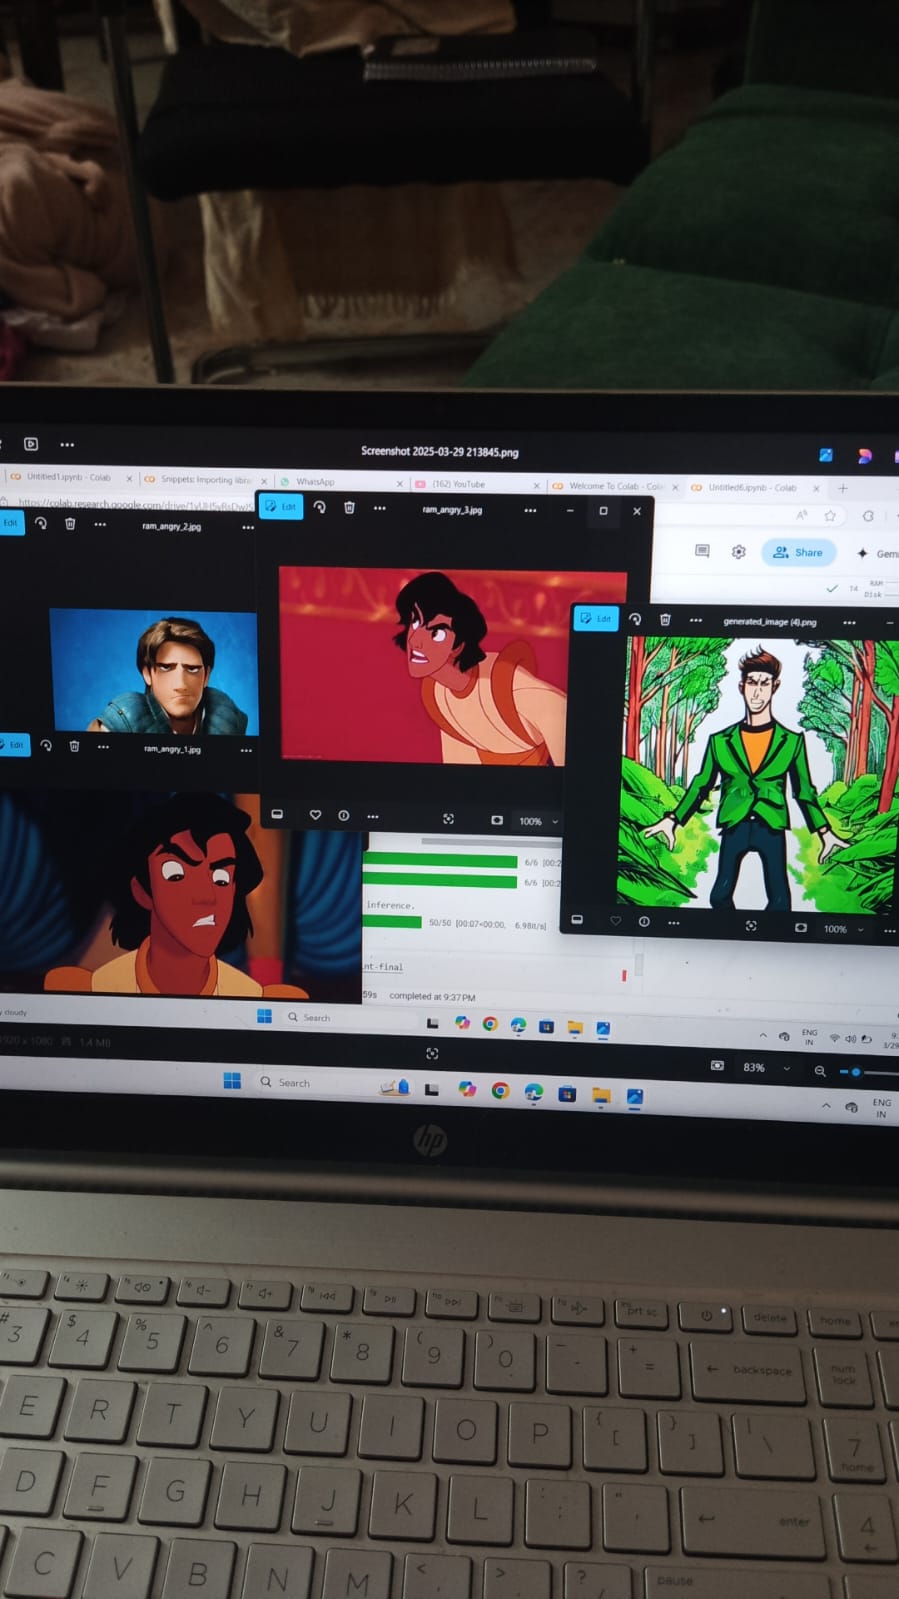 Screenshot 2025-03-29 213845.png
Untitled1.ipynb - Colab
Snippets: Importing libra
WhatsApp
(162) YouTube
Welcome To Colab - Cola
Untitled6.ipynb - Colab
https://colab.research.google.com/drive/
Edit
ram_angry_2.jpg
Edit
ram_angry_3.jpg
Share
Gemi
T4
RAM
Disk
Edit
generated_image (4).png
Edit
ram_angry_1.jpg
100%
6/6 [00:2
6/6 [00:2
inference.
50/50 [00:07<00:00, 6.98it/s]
nt-final
59s completed at 9:37 PM
100%
y cloudy
Search
ENG
IN
3/29
1920 x 1080
1.4 MB
83%
Search
ENG
IN
hp
prt sc
delete
home
# 3
$ 4
% 5
^ 6
& 7
* 8
( 9
) 0
_ -
+ =
backspace
num lock
E R T Y U I O P { [ } ] | \ 7 home
D F G H J K L : ; " ' enter 4
C V B N M < , > . ? / pause